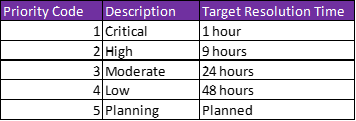 Priority Code Description Target Resolution Time
1 Critical 1 hour
2 High 9 hours
3 Moderate 24 hours
4 Low 48 hours
5 Planning Planned